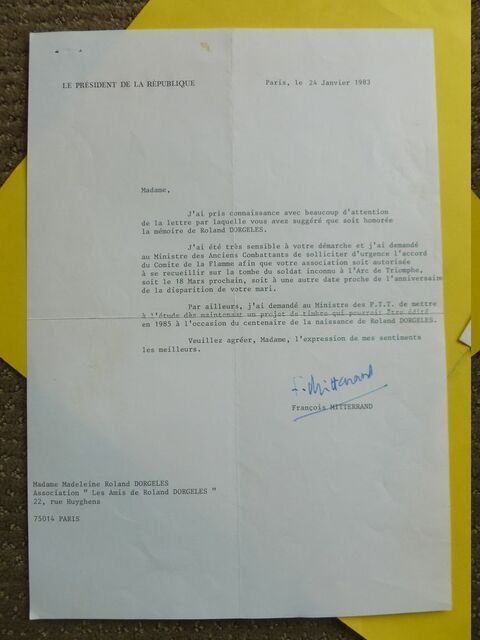 LE PRÉSIDENT DE LA RÉPUBLIQUE
Paris, le 24 Janvier 1983
Madame,
J'ai pris connaissance avec beaucoup d'attention
de la lettre par laquelle vous avez suggéré que soit honorée
la mémoire de Roland DORGELES.
J'ai été très sensible à votre démarche et j'ai demandé
au Ministre des Anciens Combattants de solliciter d'urgence l'accord
du Comité de la Flamme afin que votre association soit autorisée
à se recueillir sur la tombe du soldat inconnu à l'Arc de Triomphe,
soit le 18 Mars prochain, soit à une autre date proche de l'anniversaire
de la disparition de votre mari.
Par ailleurs, j'ai demandé au Ministre des P.T.T. de mettre
à l'étude dès maintenant un projet de timbre qui pourrait être édité
en 1985 à l'occasion du centenaire de la naissance de Roland DORGELES.
Veuillez agréer, Madame, l'expression de mes sentiments
les meilleurs.
F. Mitterrand
François MITTERRAND
Madame Madeleine Roland DORGELES
Association " Les Amis de Roland DORGELES "
22, rue Huyghens
75014 PARIS